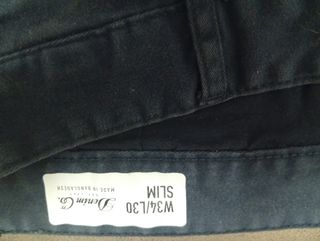 W34/L30
SLIM
Denim Co.
MADE IN BANGLADESH